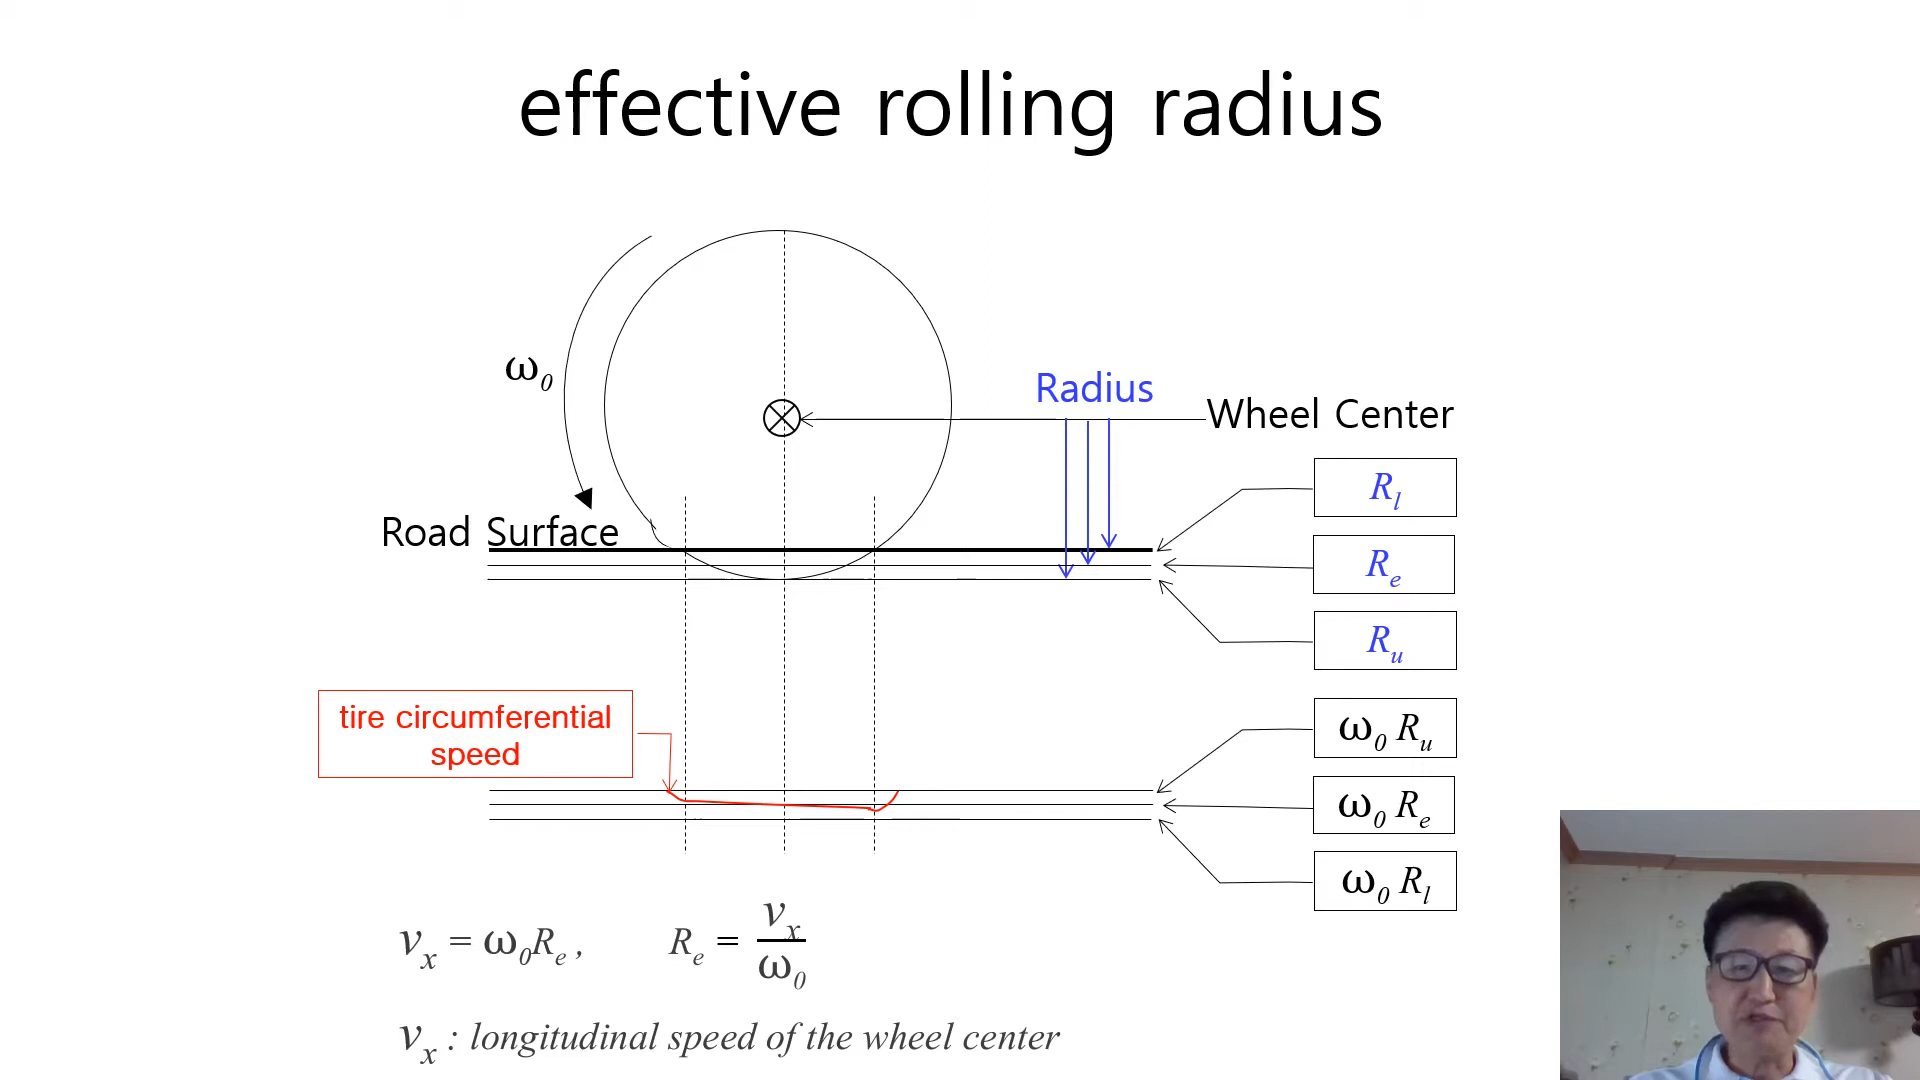 effective rolling radius
ω0
Radius
Wheel Center
Road Surface
Rl
Re
Ru
tire circumferential
speed
ω0 Ru
ω0 Re
ω0 Rl
vx = ω0Re ,    Re = vx / ω0
vx : longitudinal speed of the wheel center